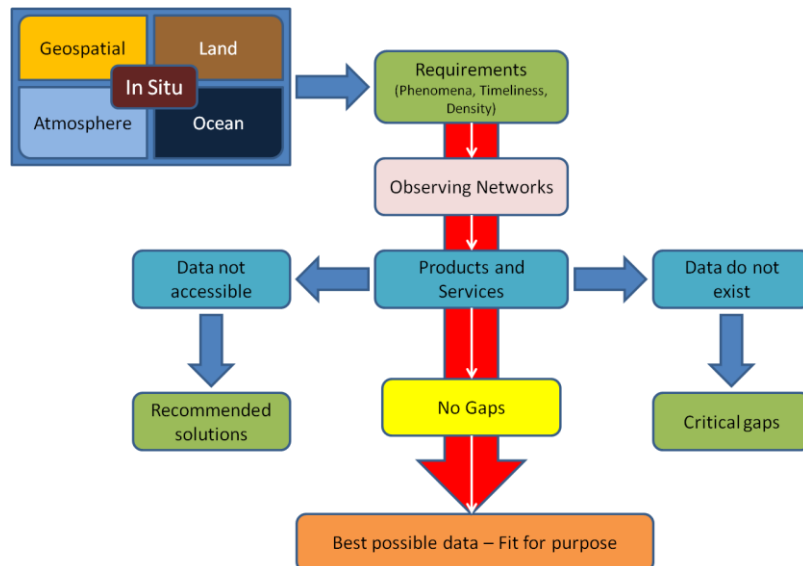 Geospatial
Land
In Situ
Atmosphere
Ocean
Requirements
(Phenomena, Timeliness,
Density)
Observing Networks
Data not
accessible
Products and
Services
Data do not
exist
Recommended
solutions
No Gaps
Critical gaps
Best possible data – Fit for purpose